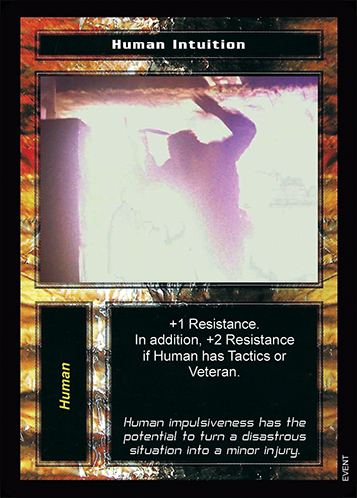 Human Intuition
Human
+1 Resistance.
In addition, +2 Resistance
if Human has Tactics or
Veteran.
Human impulsiveness has the
potential to turn a disastrous
situation into a minor injury.
EVENT